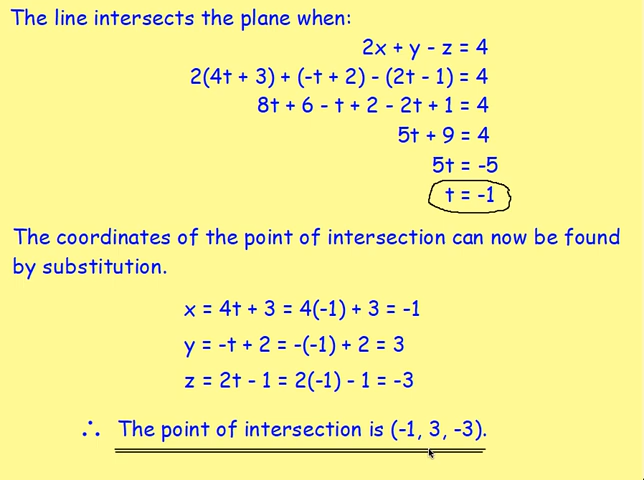 The line intersects the plane when:
2x + y - z = 4
2(4t + 3) + (-t + 2) - (2t - 1) = 4
8t + 6 - t + 2 - 2t + 1 = 4
5t + 9 = 4
5t = -5
t = -1
The coordinates of the point of intersection can now be found
by substitution.
x = 4t + 3 = 4(-1) + 3 = -1
y = -t + 2 = -(-1) + 2 = 3
z = 2t - 1 = 2(-1) - 1 = -3
∴ The point of intersection is (-1, 3, -3).